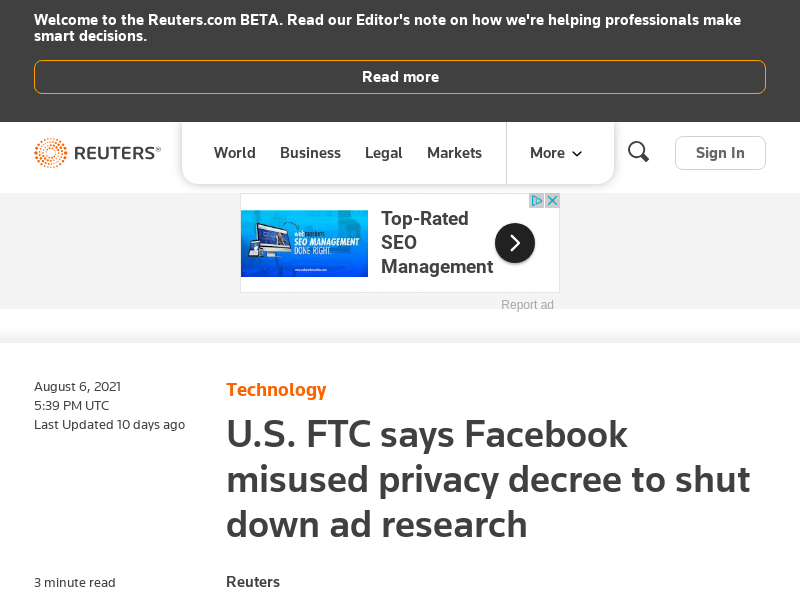 Welcome to the Reuters.com BETA. Read our Editor's note on how we're helping professionals make
smart decisions.
Read more
REUTERS®
World
Business
Legal
Markets
More
Sign In
webmarkets
SEO MANAGEMENT
DONE RIGHT.
Top-Rated
SEO
Management
Report ad
August 6, 2021
5:39 PM UTC
Last Updated 10 days ago
Technology
U.S. FTC says Facebook
misused privacy decree to shut
down ad research
3 minute read
Reuters